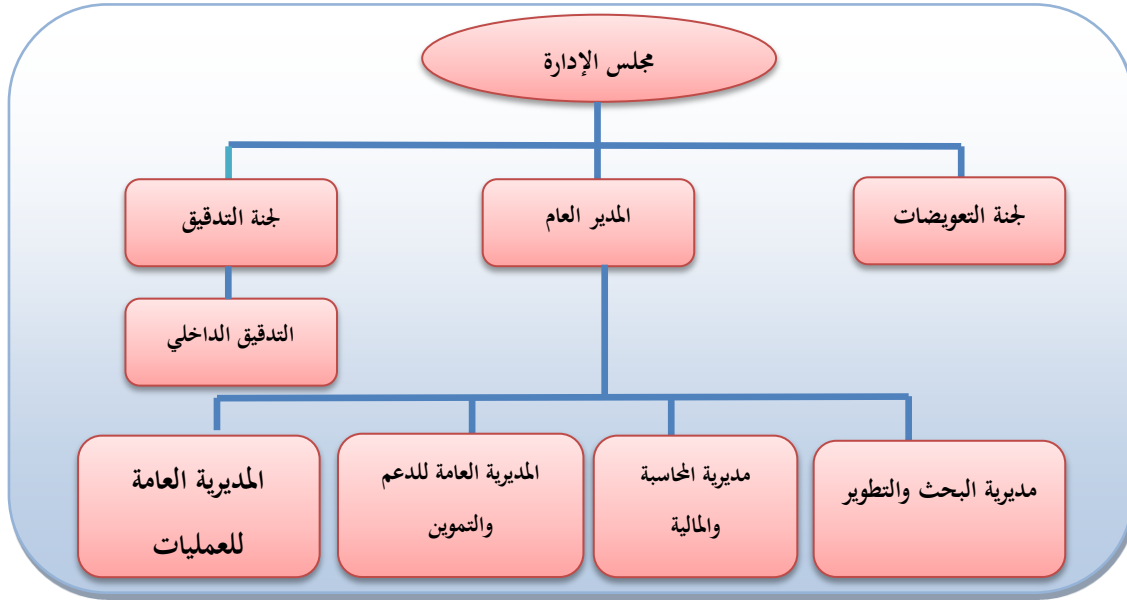 مجلس الإدارة
لجنة التعويضات
المدير العام
لجنة التدقيق
التدقيق الداخلي
مديرية البحث والتطوير
مديرية المحاسبة
والمالية
المديرية العامة للدعم
والتموين
المديرية العامة
للعمليات